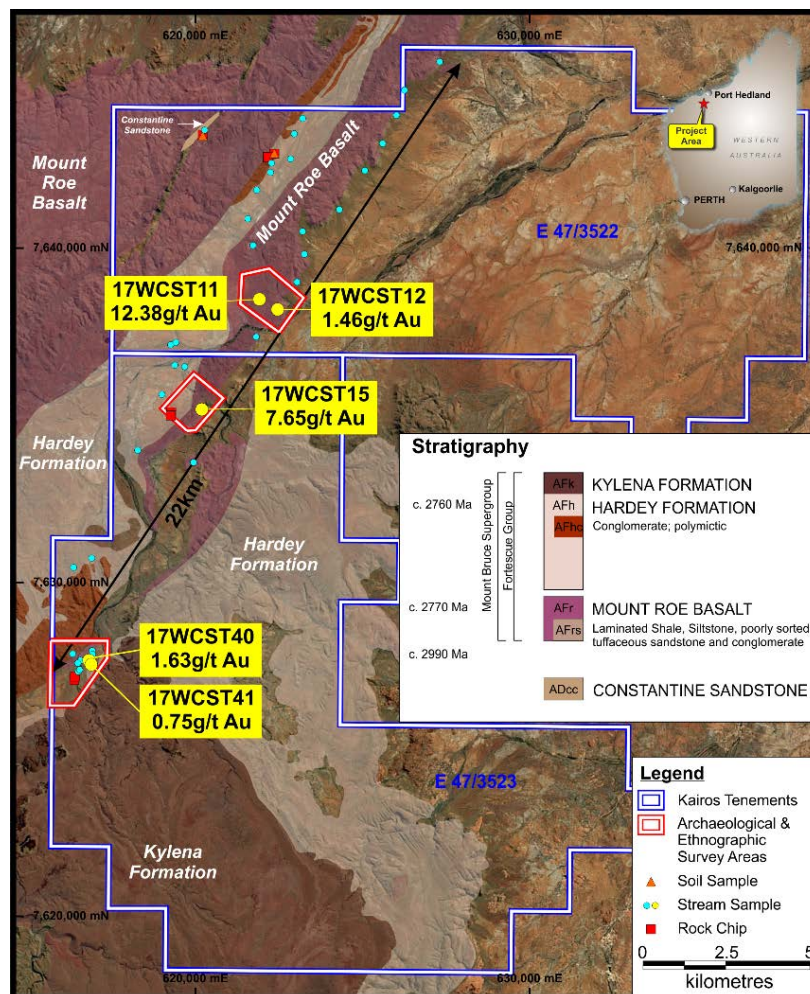 620,000 mE
630,000 mE
Port Hedland
Project
Area
WESTERN
AUSTRALIA
Kalgoorlie
PERTH
Constantine
Sandstone
Mount
Roe
Basalt
Mount Roe Basalt
7,640,000 mN
E 47/3522
7,640,000 mN
17WCST11
12.38g/t Au
17WCST12
1.46g/t Au
17WCST15
7.65g/t Au
Hardey
Formation
22km
Hardey
Formation
7,630,000 mN
17WCST40
1.63g/t Au
17WCST41
0.75g/t Au
E 47/3523
Kylena
Formation
7,620,000 mN
620,000 mE
630,000 mE
Stratigraphy
Mount Bruce Supergroup
Fortescue Group
c. 2760 Ma
c. 2770 Ma
c. 2990 Ma
AFk KYLENA FORMATION
AFh HARDEY FORMATION
AFhc Conglomerate; polymictic
AFr MOUNT ROE BASALT
AFrs Laminated Shale, Siltstone, poorly sorted
tuffaceous sandstone and conglomerate
ADcc CONSTANTINE SANDSTONE
Legend
Kairos Tenements
Archaeological &
Ethnographic
Survey Areas
Soil Sample
Stream Sample
Rock Chip
0 2.5 5
kilometres